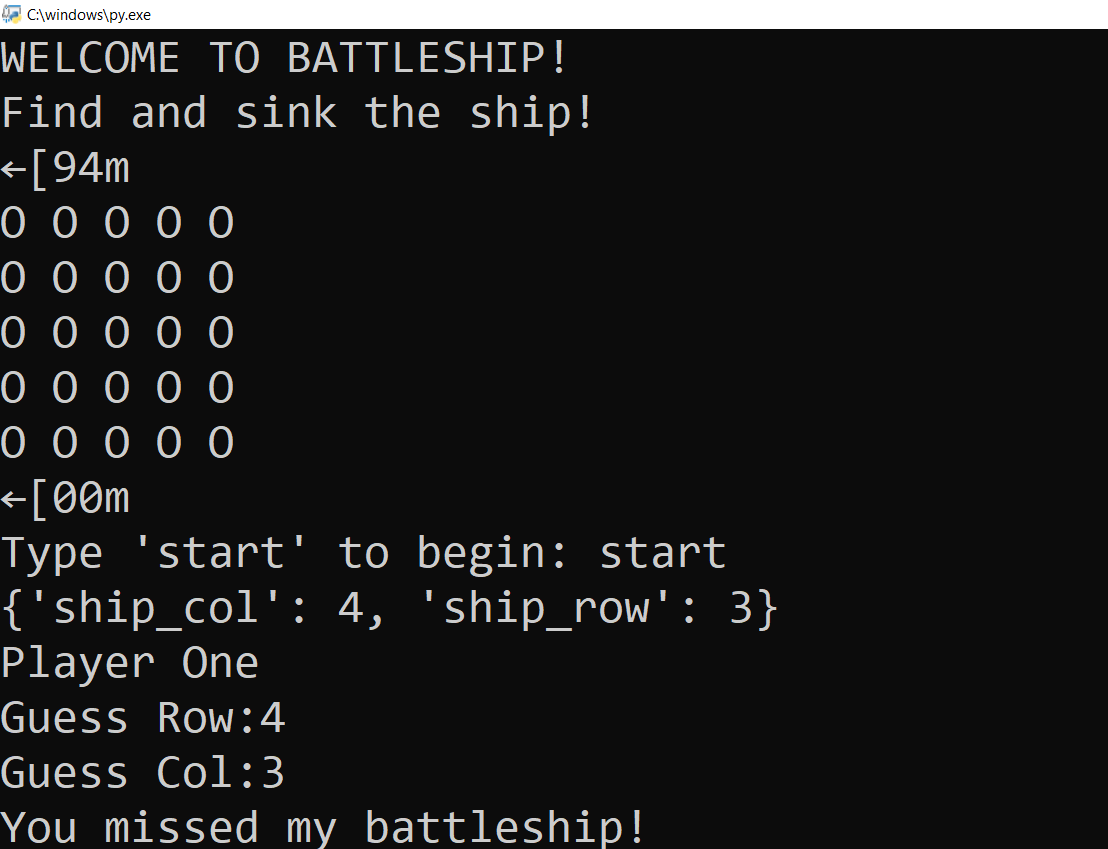 C:\windows\py.exe
WELCOME TO BATTLESHIP!
Find and sink the ship!
←[94m
O O O O O
O O O O O
O O O O O
O O O O O
O O O O O
←[00m
Type 'start' to begin: start
{'ship_col': 4, 'ship_row': 3}
Player One
Guess Row:4
Guess Col:3
You missed my battleship!